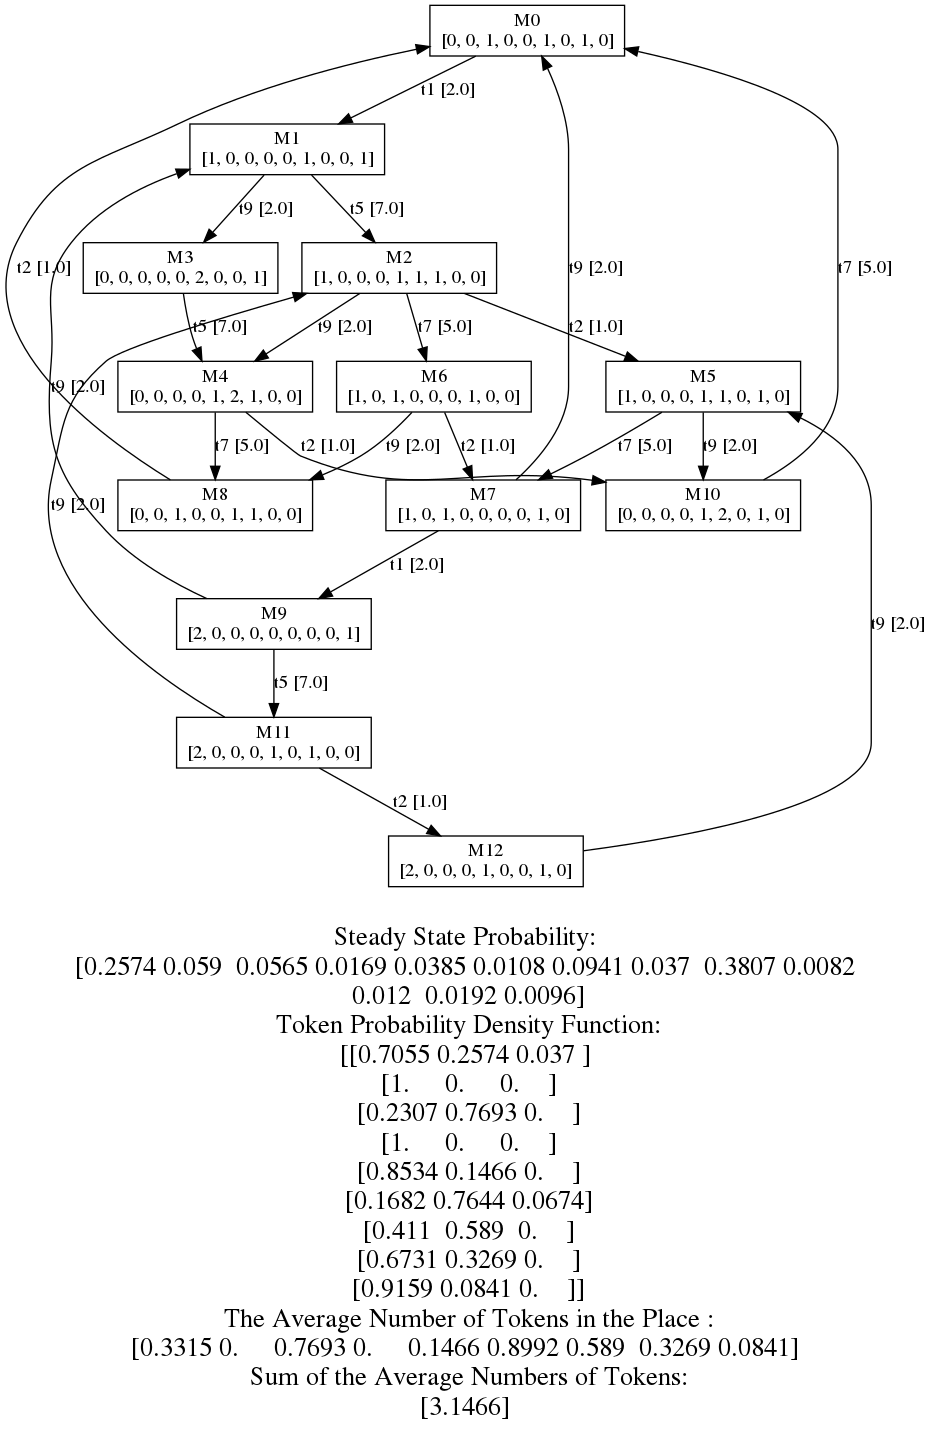 M0
[0, 0, 1, 0, 0, 1, 0, 1, 0]
t1 [2.0]
M1
[1, 0, 0, 0, 0, 1, 0, 0, 1]
t9 [2.0]
t5 [7.0]
M3
[0, 0, 0, 0, 0, 2, 0, 0, 1]
M2
[1, 0, 0, 0, 1, 1, 1, 0, 0]
t2 [1.0]
t9 [2.0]
t7 [5.0]
t5 [7.0]
t9 [2.0]
t7 [5.0]
t2 [1.0]
M4
[0, 0, 0, 0, 1, 2, 1, 0, 0]
M6
[1, 0, 1, 0, 0, 0, 1, 0, 0]
M5
[1, 0, 0, 0, 1, 1, 0, 1, 0]
t9 [2.0]
t7 [5.0]
t2 [1.0]
t9 [2.0]
t2 [1.0]
t7 [5.0]
t9 [2.0]
M8
[0, 0, 1, 0, 0, 1, 1, 0, 0]
M7
[1, 0, 1, 0, 0, 0, 0, 1, 0]
M10
[0, 0, 0, 0, 1, 2, 0, 1, 0]
t9 [2.0]
t1 [2.0]
M9
[2, 0, 0, 0, 0, 0, 0, 0, 1]
t9 [2.0]
t5 [7.0]
M11
[2, 0, 0, 0, 1, 0, 1, 0, 0]
t2 [1.0]
M12
[2, 0, 0, 0, 1, 0, 0, 1, 0]
Steady State Probability:
[0.2574 0.059 0.0565 0.0169 0.0385 0.0108 0.0941 0.037 0.3807 0.0082
0.012 0.0192 0.0096]
Token Probability Density Function:
[[0.7055 0.2574 0.037 ]
[1. 0. 0. ]
[0.2307 0.7693 0. ]
[1. 0. 0. ]
[0.8534 0.1466 0. ]
[0.1682 0.7644 0.0674]
[0.411 0.589 0. ]
[0.6731 0.3269 0. ]
[0.9159 0.0841 0. ]]
The Average Number of Tokens in the Place :
[0.3315 0. 0.7693 0. 0.1466 0.8992 0.589 0.3269 0.0841]
Sum of the Average Numbers of Tokens:
[3.1466]